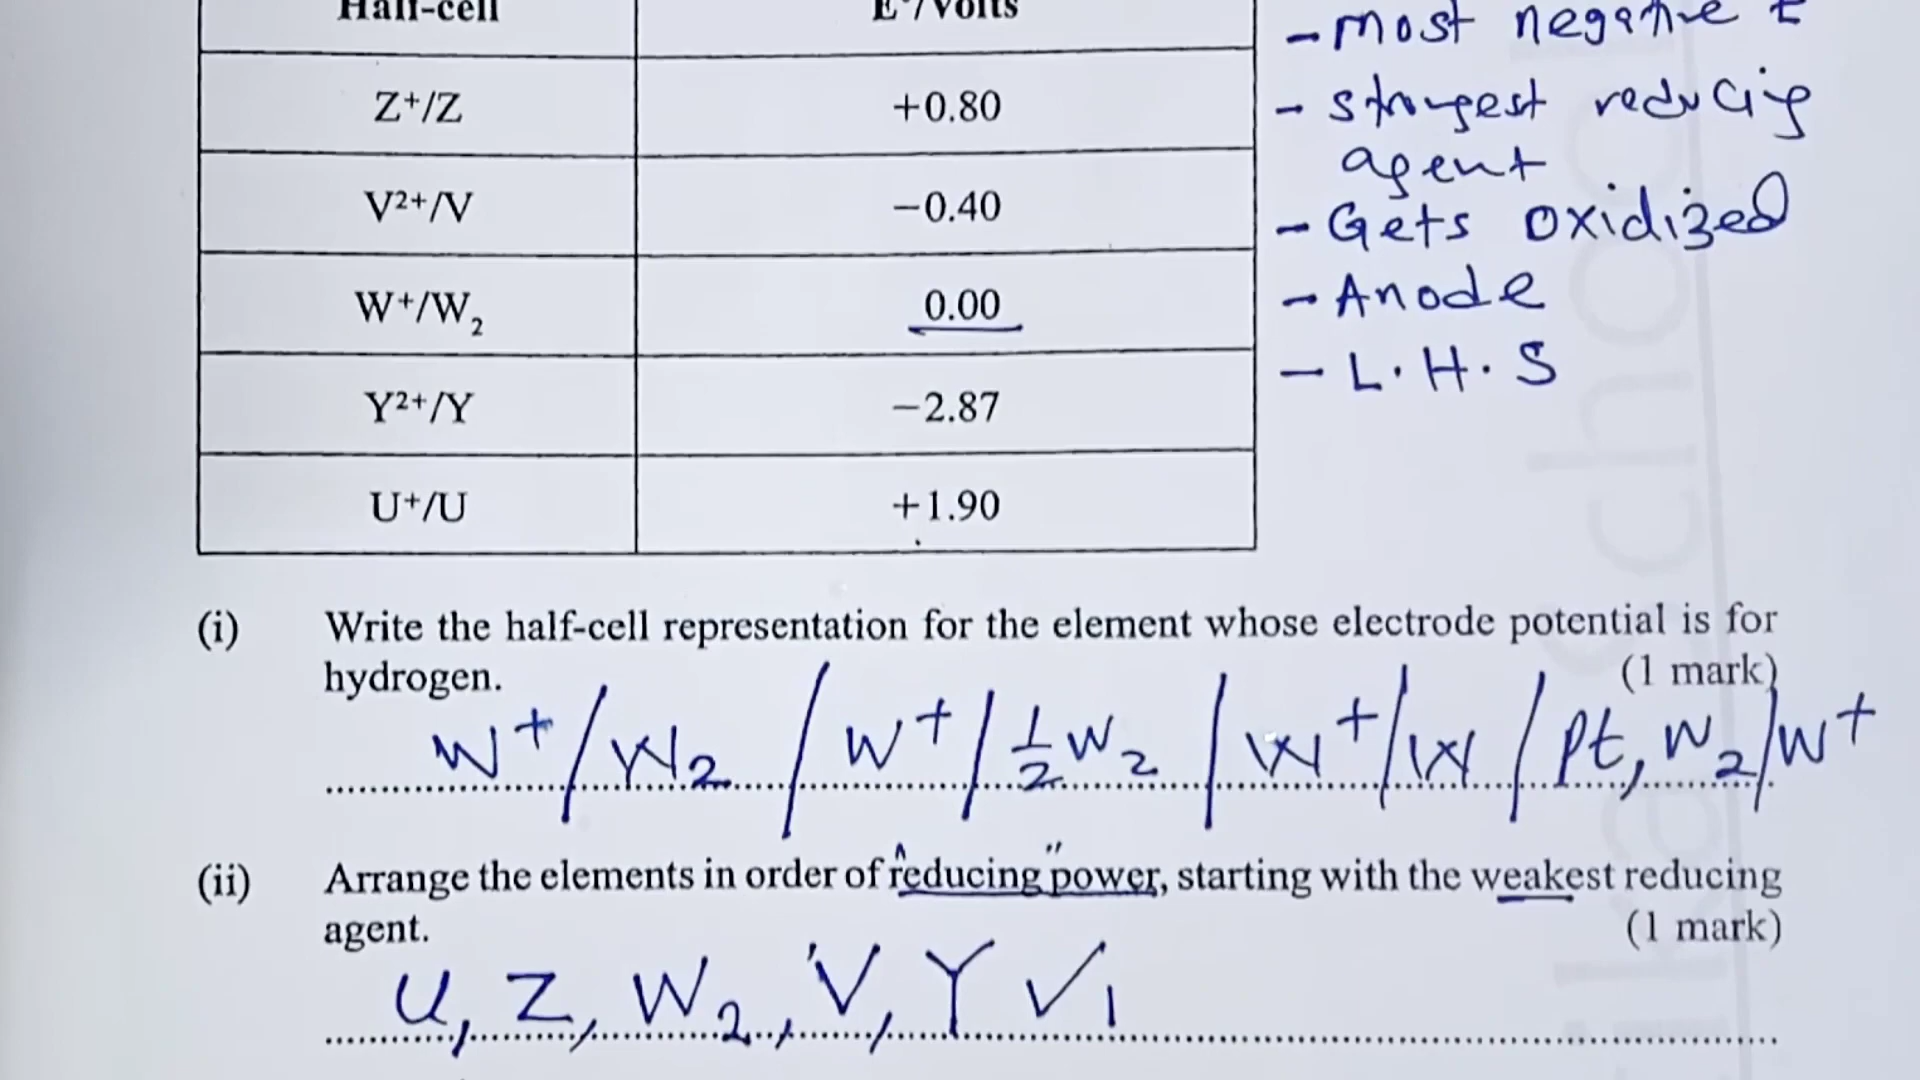 Half-cell E°/Volts
Z⁺/Z +0.80
V²⁺/V −0.40
W⁺/W₂ 0.00
Y²⁺/Y −2.87
U⁺/U +1.90
- most negative E
- strongest reducing
agent
- Gets oxidized
- Anode
- L.H.S
(i) Write the half-cell representation for the element whose electrode potential is for
hydrogen. (1 mark)
W⁺/W₂ / W⁺/½W₂ / W⁺/W / Pt, W₂/W⁺
(ii) Arrange the elements in order of reducing power, starting with the weakest reducing
agent. (1 mark)
U, Z, W₂, V, Y ✓1